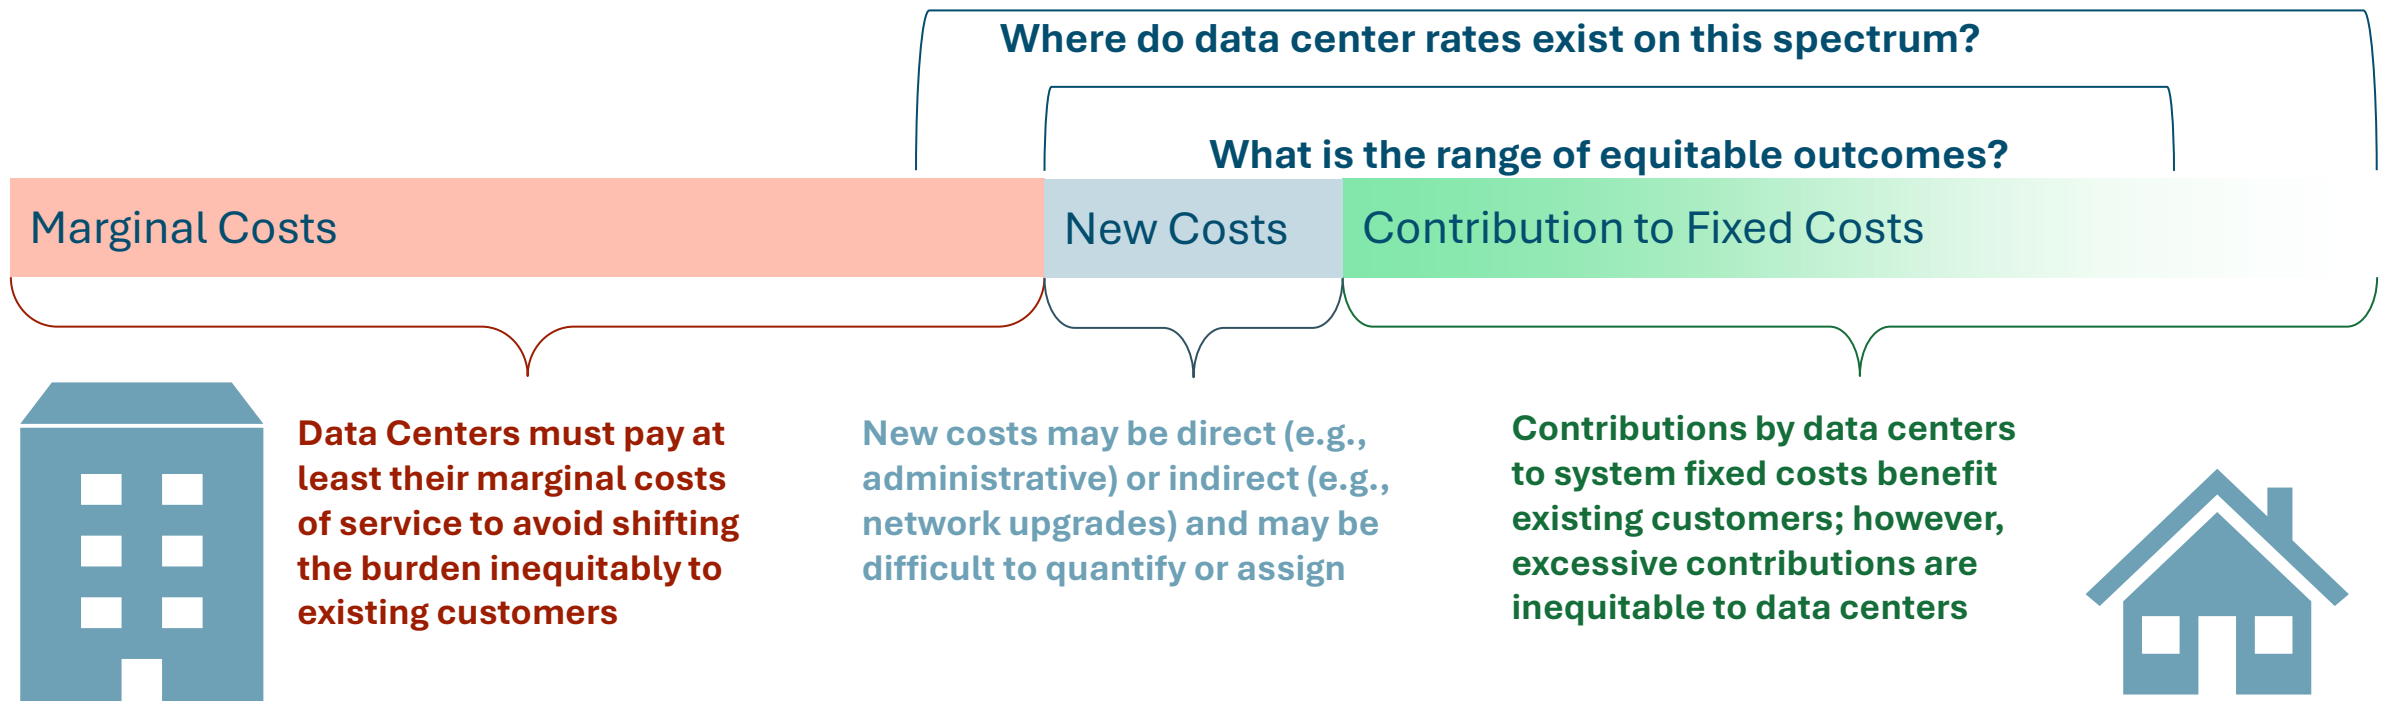 Where do data center rates exist on this spectrum?
What is the range of equitable outcomes?
Marginal Costs
New Costs
Contribution to Fixed Costs
Data Centers must pay at
least their marginal costs
of service to avoid shifting
the burden inequitably to
existing customers
New costs may be direct (e.g.,
administrative) or indirect (e.g.,
network upgrades) and may be
difficult to quantify or assign
Contributions by data centers
to system fixed costs benefit
existing customers; however,
excessive contributions are
inequitable to data centers